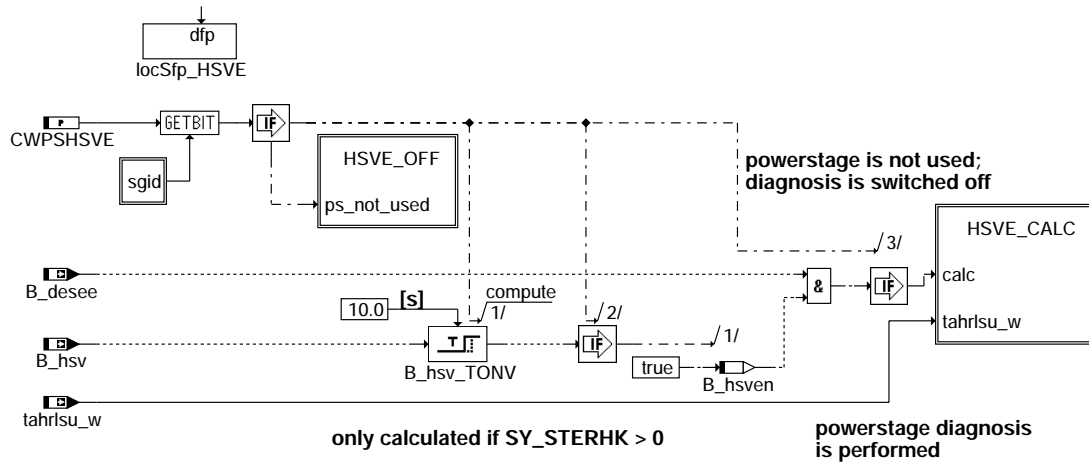 dfp
locSfp_HSVE
P
CWPSHSVE
GETBIT
IF
sgid
HSVE_OFF
ps_not_used
powerstage is not used;
diagnosis is switched off
HSVE_CALC
calc
tahrlsu_w
3/
B_desee
&
IF
10.0
[s]
compute
1/
2/
1/
B_hsv
T
B_hsv_TONV
IF
true
B_hsven
tahrlsu_w
only calculated if SY_STERHK > 0
powerstage diagnosis
is performed